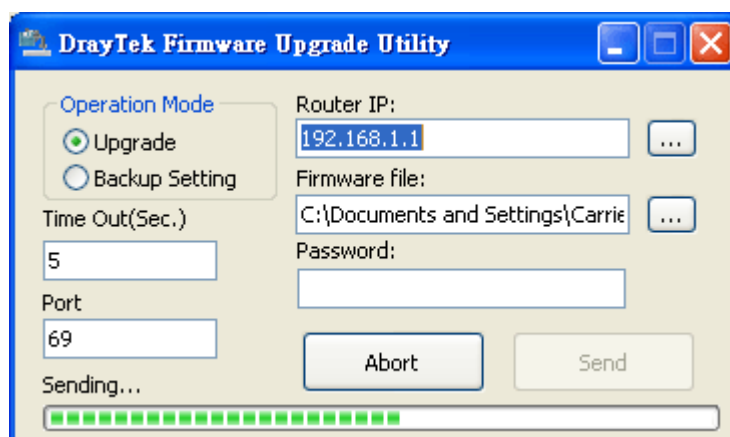 DrayTek Firmware Upgrade Utility
Operation Mode
Upgrade
Backup Setting
Time Out(Sec.)
5
Port
69
Router IP:
192.168.1.1
...
Firmware file:
C:\Documents and Settings\Carrie
...
Password:
Abort
Send
Sending...